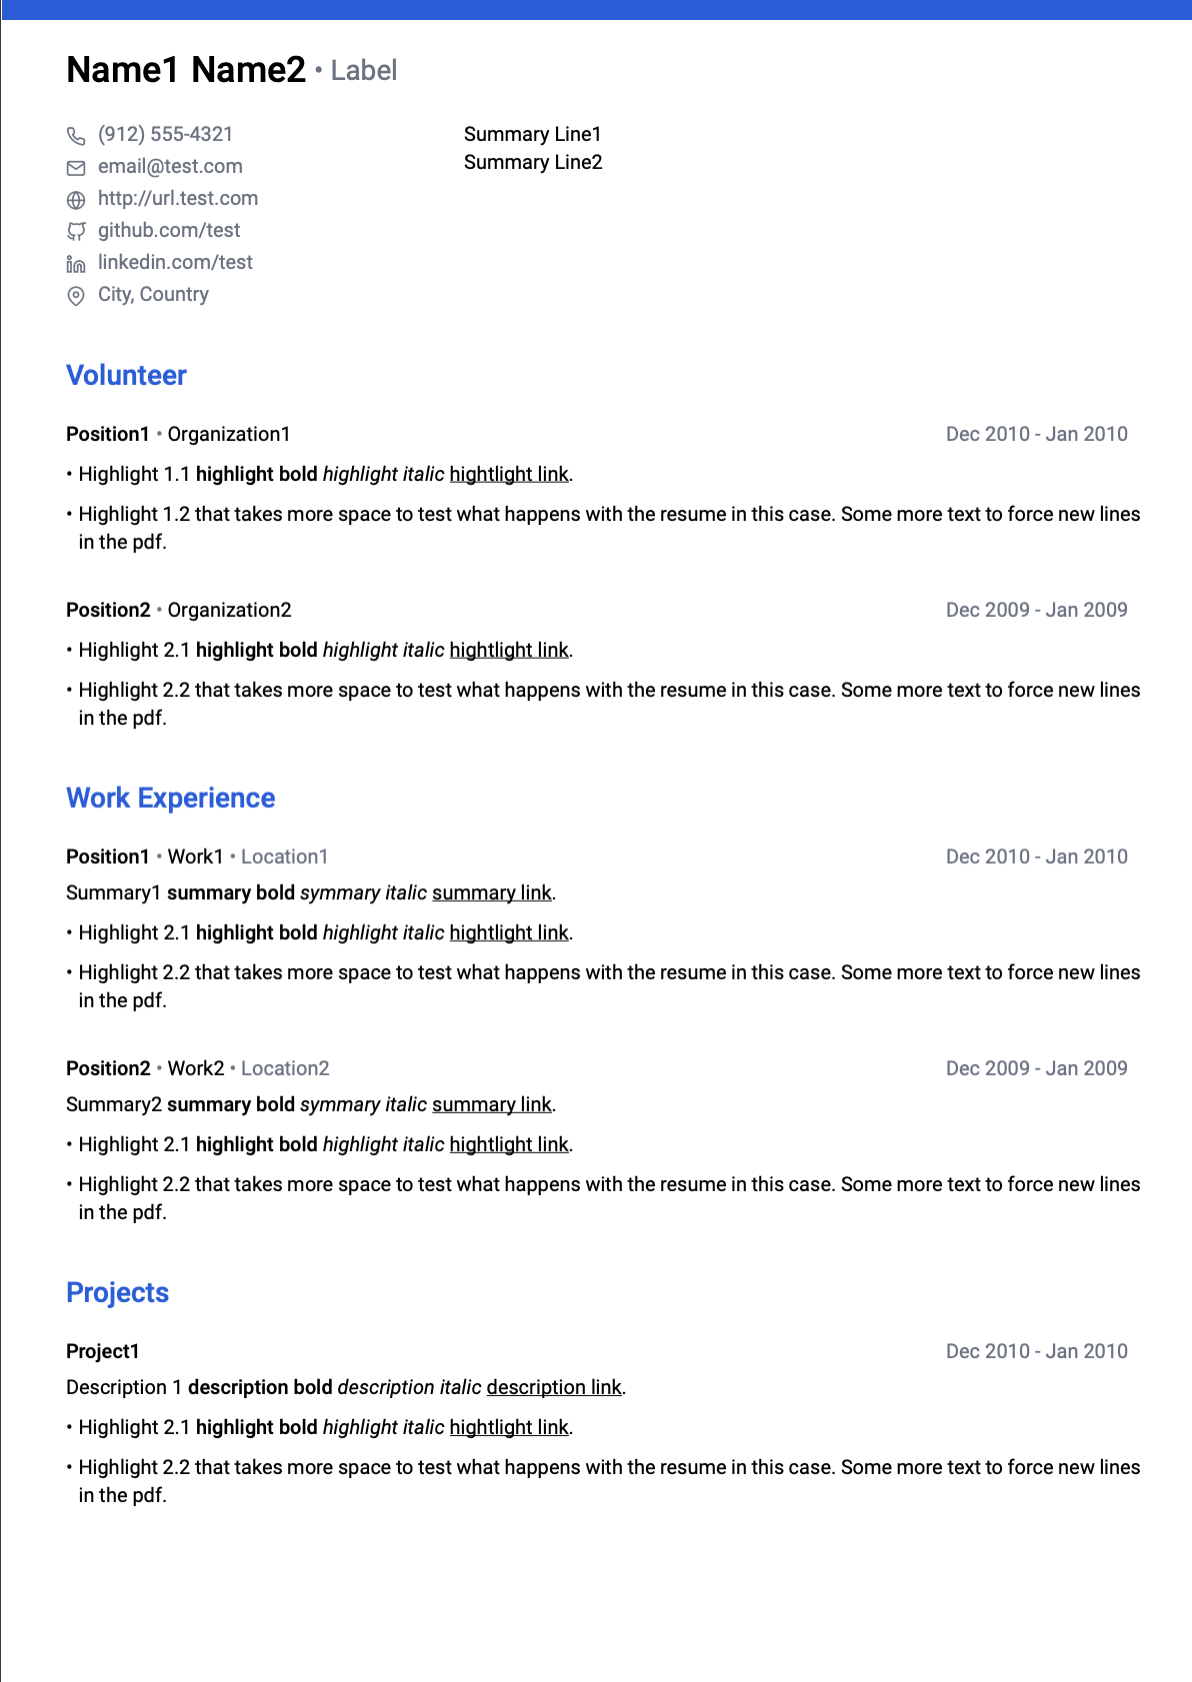 Name1 Name2 • Label
(912) 555-4321
email@test.com
http://url.test.com
github.com/test
linkedin.com/test
City, Country
Summary Line1
Summary Line2
Volunteer
Position1 • Organization1 Dec 2010 - Jan 2010
• Highlight 1.1 highlight bold highlight italic hightlight link.
• Highlight 1.2 that takes more space to test what happens with the resume in this case. Some more text to force new lines
in the pdf.
Position2 • Organization2 Dec 2009 - Jan 2009
• Highlight 2.1 highlight bold highlight italic hightlight link.
• Highlight 2.2 that takes more space to test what happens with the resume in this case. Some more text to force new lines
in the pdf.
Work Experience
Position1 • Work1 • Location1 Dec 2010 - Jan 2010
Summary1 summary bold symmary italic summary link.
• Highlight 2.1 highlight bold highlight italic hightlight link.
• Highlight 2.2 that takes more space to test what happens with the resume in this case. Some more text to force new lines
in the pdf.
Position2 • Work2 • Location2 Dec 2009 - Jan 2009
Summary2 summary bold symmary italic summary link.
• Highlight 2.1 highlight bold highlight italic hightlight link.
• Highlight 2.2 that takes more space to test what happens with the resume in this case. Some more text to force new lines
in the pdf.
Projects
Project1 Dec 2010 - Jan 2010
Description 1 description bold description italic description link.
• Highlight 2.1 highlight bold highlight italic hightlight link.
• Highlight 2.2 that takes more space to test what happens with the resume in this case. Some more text to force new lines
in the pdf.